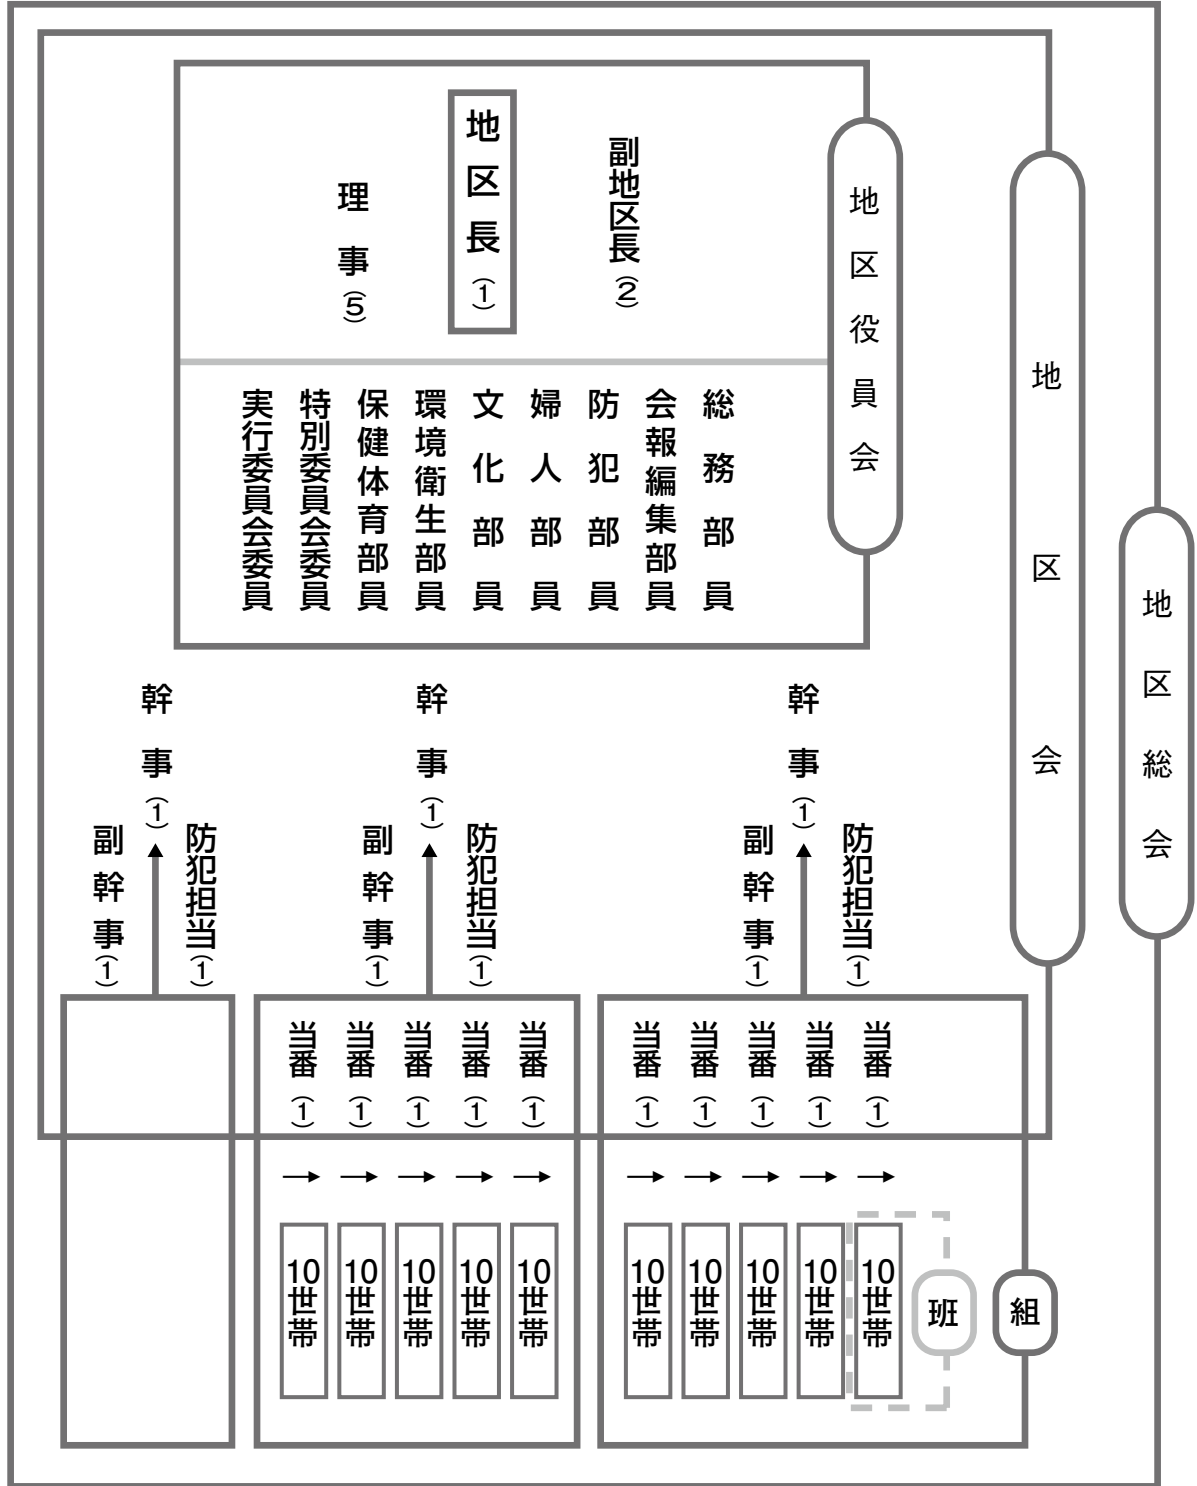 地区総会
地区会
地区役員会
副地区長(2)
地区長(1)
理事(5)
総務部員
会報編集部員
防犯部員
婦人部員
文化部員
環境衛生部員
保健体育部員
特別委員会委員
実行委員会委員
防犯担当(1)
幹事(1)
副幹事(1)
防犯担当(1)
幹事(1)
副幹事(1)
防犯担当(1)
幹事(1)
副幹事(1)
当番(1)
当番(1)
当番(1)
当番(1)
当番(1)
当番(1)
当番(1)
当番(1)
当番(1)
当番(1)
組
班
10世帯
10世帯
10世帯
10世帯
10世帯
10世帯
10世帯
10世帯
10世帯
10世帯